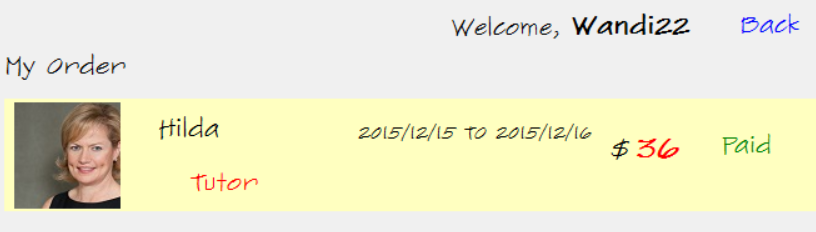 Welcome, Wandi22 Back
My Order
Hilda 2015/12/15 TO 2015/12/16 $ 36 Paid
Tutor